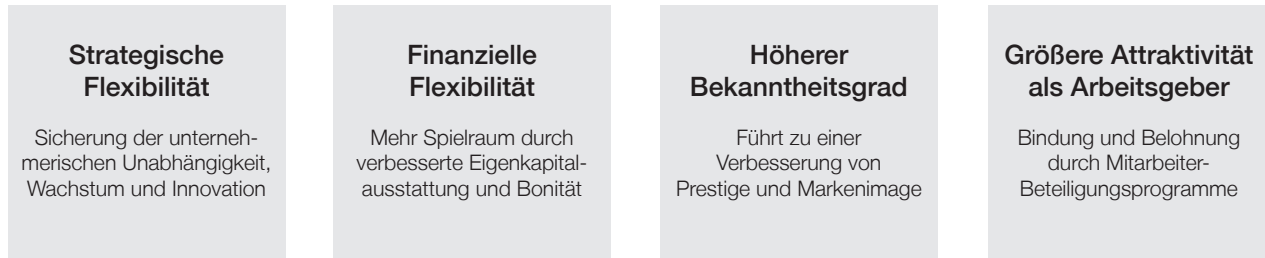 Strategische
Flexibilität
Sicherung der unterneh-
merischen Unabhängigkeit,
Wachstum und Innovation
Finanzielle
Flexibilität
Mehr Spielraum durch
verbesserte Eigenkapital-
ausstattung und Bonität
Höherer
Bekanntheitsgrad
Führt zu einer
Verbesserung von
Prestige und Markenimage
Größere Attraktivität
als Arbeitsgeber
Bindung und Belohnung
durch Mitarbeiter-
Beteiligungsprogramme